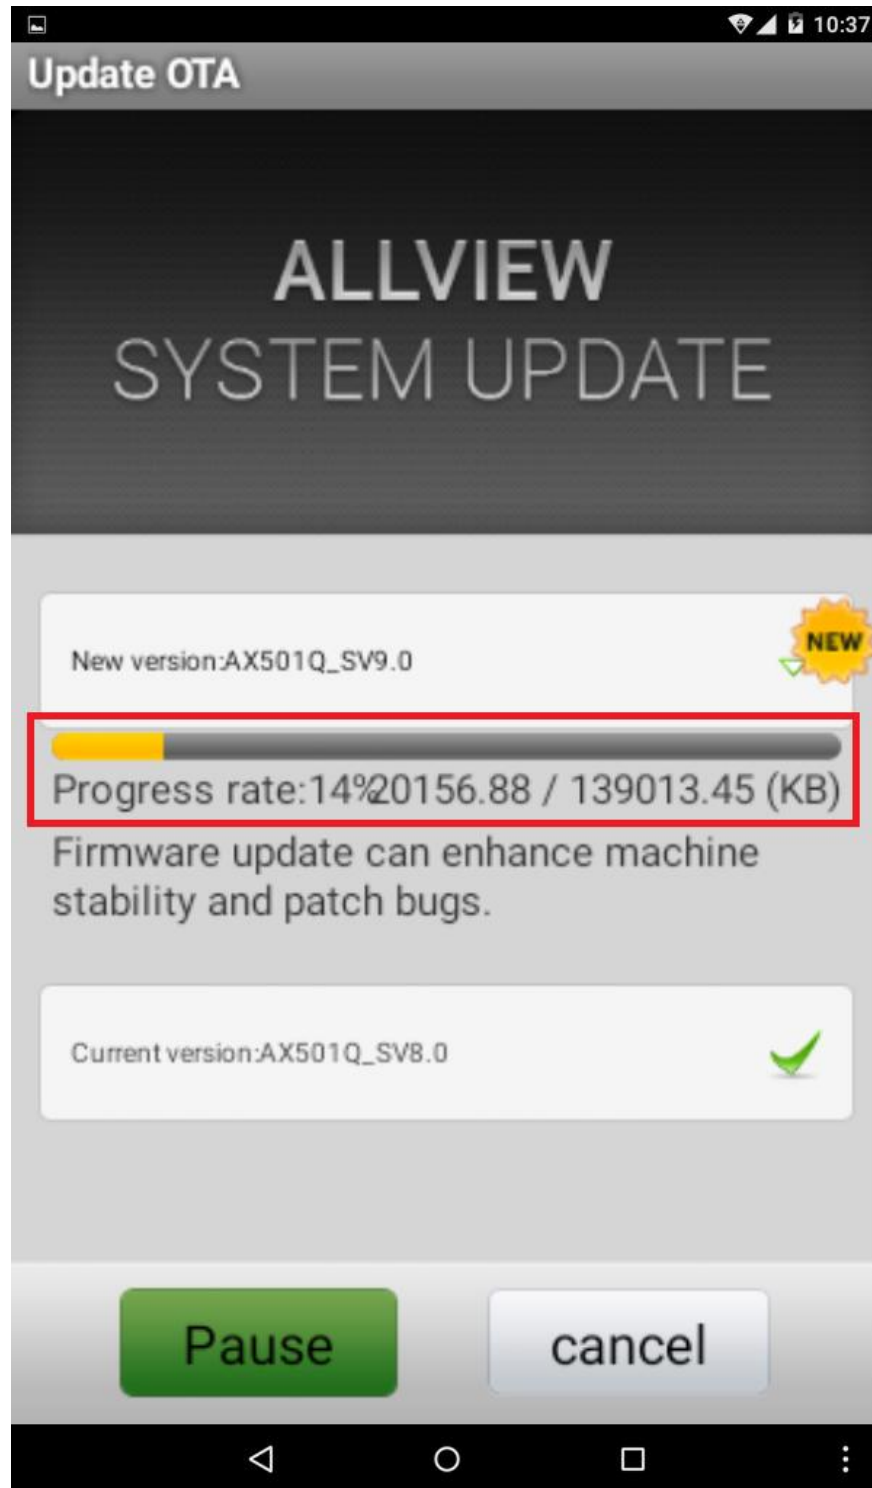 10:37
Update OTA
ALLVIEW
SYSTEM UPDATE
NEW
New version:AX501Q_SV9.0
Progress rate:14%20156.88 / 139013.45 (KB)
Firmware update can enhance machine
stability and patch bugs.
Current version:AX501Q_SV8.0
Pause
cancel